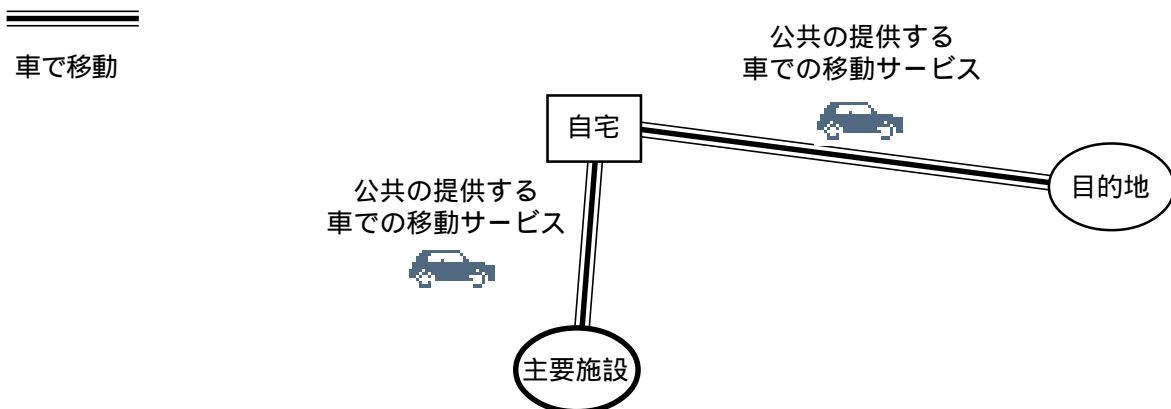 車で移動
公共の提供する
車での移動サービス
自宅
目的地
公共の提供する
車での移動サービス
主要施設